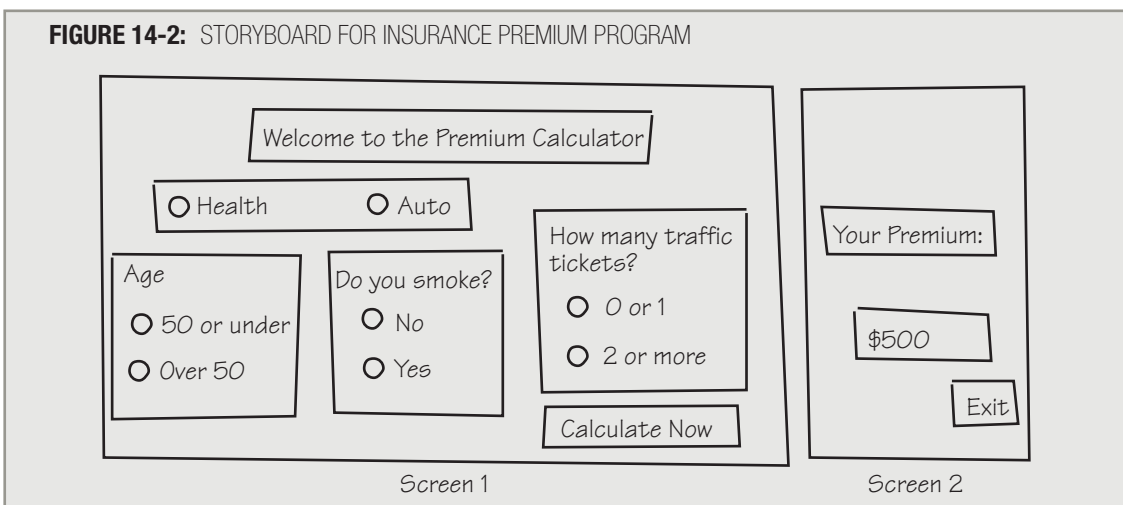 FIGURE 14-2: STORYBOARD FOR INSURANCE PREMIUM PROGRAM
Welcome to the Premium Calculator
Health Auto
Age
50 or under
Over 50
Do you smoke?
No
Yes
How many traffic
tickets?
0 or 1
2 or more
Calculate Now
Screen 1
Your Premium:
$500
Exit
Screen 2